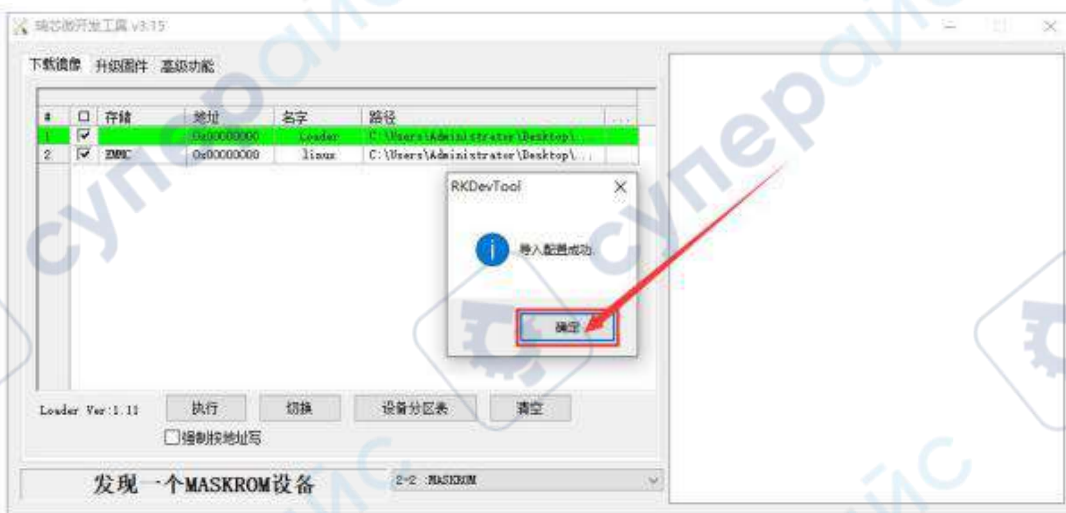 瑞芯微开发工具 v3.15
下载镜像 升级固件 高级功能
# 存储 地址 名字 路径 ...
1 0x00000000 Loader C:\Users\Administrator\Desktop\...
2 EMMC 0x00000000 linux C:\Users\Administrator\Desktop\...
RKDevTool
导入配置成功.
确定
Loader Ver:1.11 执行 切换 设备分区表 清空
强制按地址写
发现一个MASKROM设备 2-2 :MASKROM
суперайс
суперайс